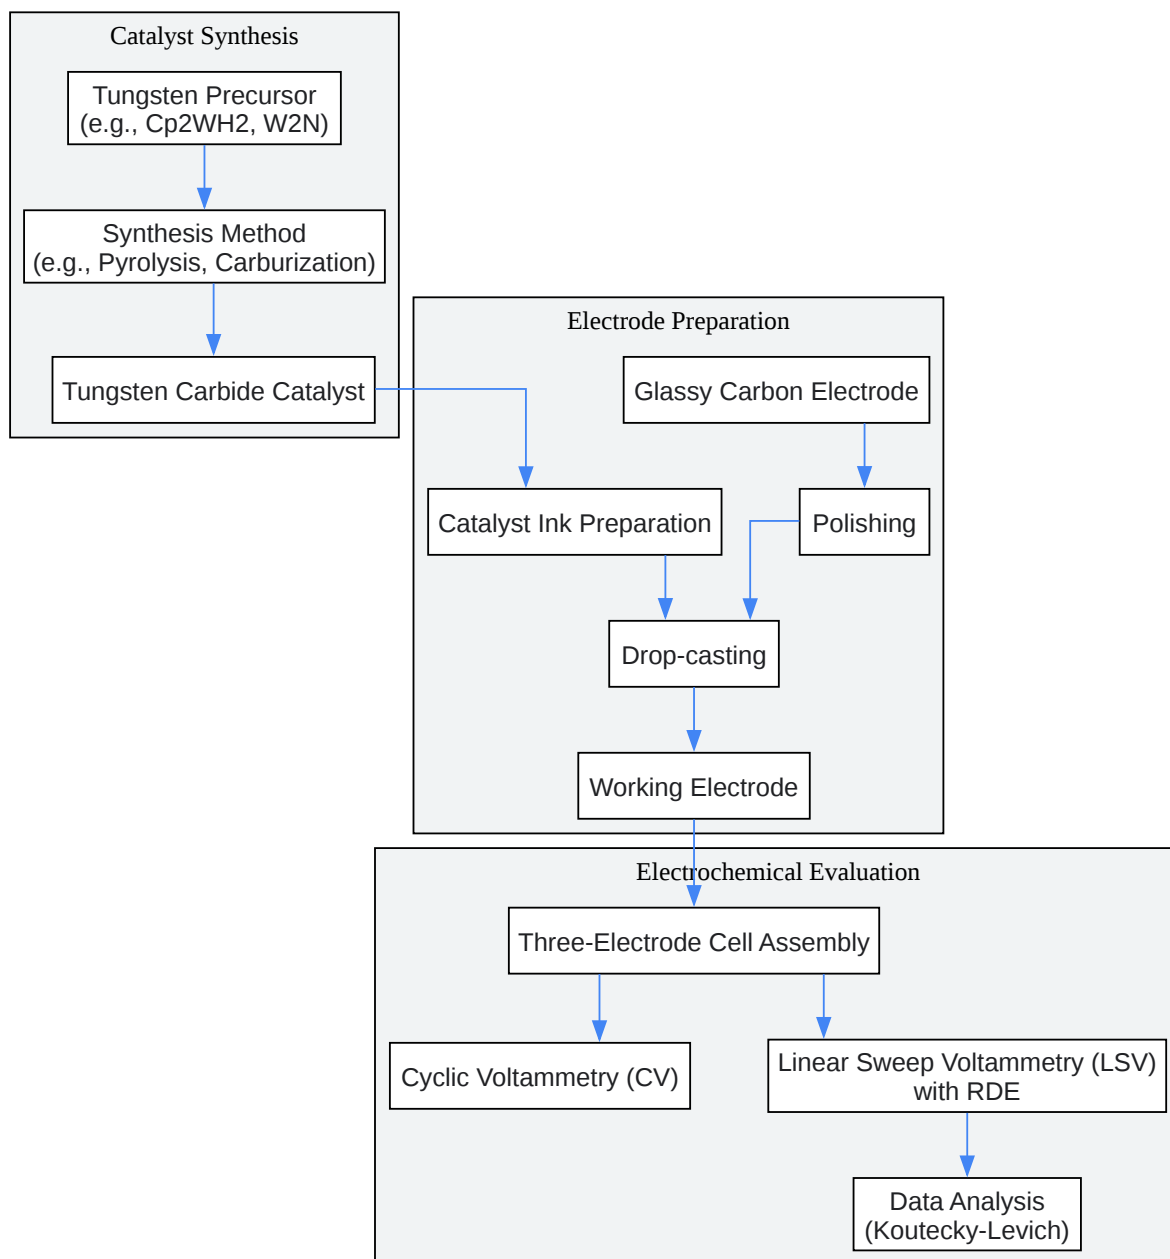 Catalyst Synthesis
Tungsten Precursor
(e.g., Cp2WH2, W2N)
Synthesis Method
(e.g., Pyrolysis, Carburization)
Tungsten Carbide Catalyst
Electrode Preparation
Glassy Carbon Electrode
Catalyst Ink Preparation
Polishing
Drop-casting
Working Electrode
Electrochemical Evaluation
Three-Electrode Cell Assembly
Cyclic Voltammetry (CV)
Linear Sweep Voltammetry (LSV)
with RDE
Data Analysis
(Koutecky-Levich)